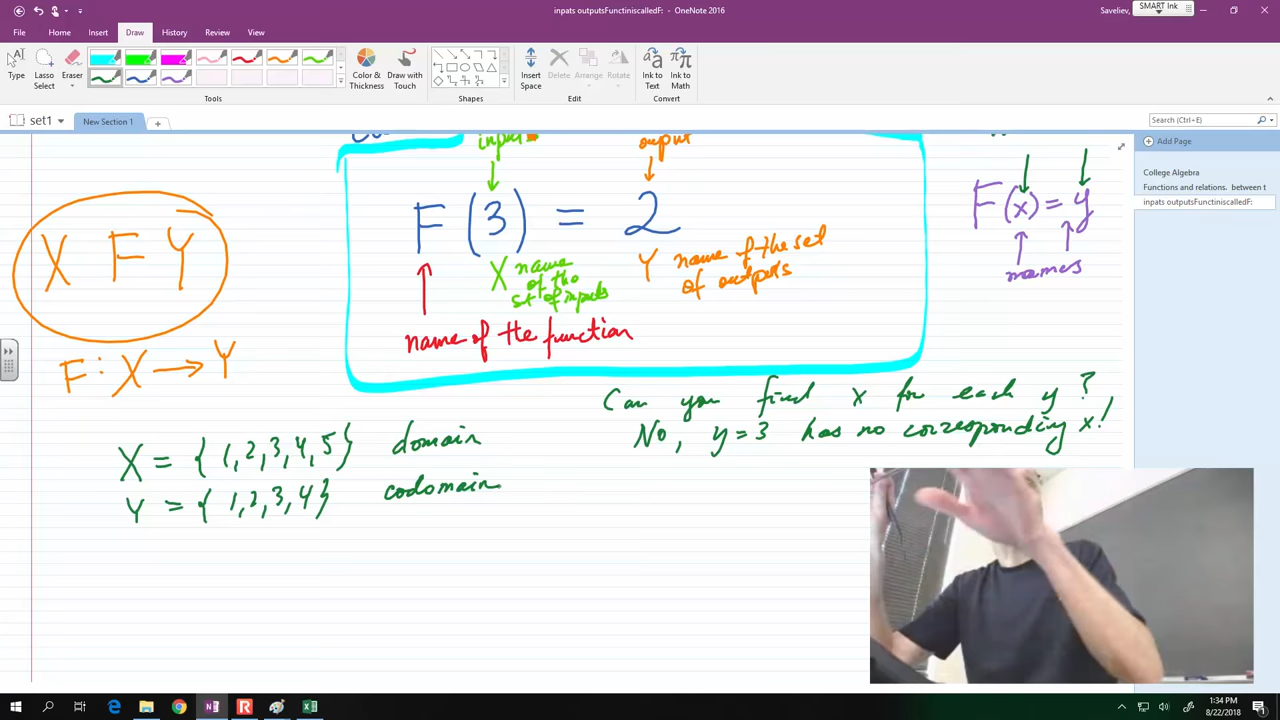 inpats outputsFunctiniscalledF: - OneNote 2016
Saveliev,
SMART Ink
File Home Insert Draw History Review View
Type
Lasso Select
Eraser
Color & Thickness
Draw with Touch
Insert Space
Delete
Arrange
Rotate
Ink to Text
Ink to Math
Tools
Shapes
Edit
Convert
set1
New Section 1
Search (Ctrl+E)
Add Page
College Algebra
Functions and relations. between t
inpats outputsFunctiniscalledF:
input
output
F(3) = 2
F(x) = y
names
X name of the set of inputs
Y name of the set of outputs
name of the function
X F Y
F: X → Y
Can you find x for each y?
No, y=3 has no corresponding x!
X = {1,2,3,4,5} domain
Y = {1,2,3,4} codomain
1:34 PM
8/22/2018